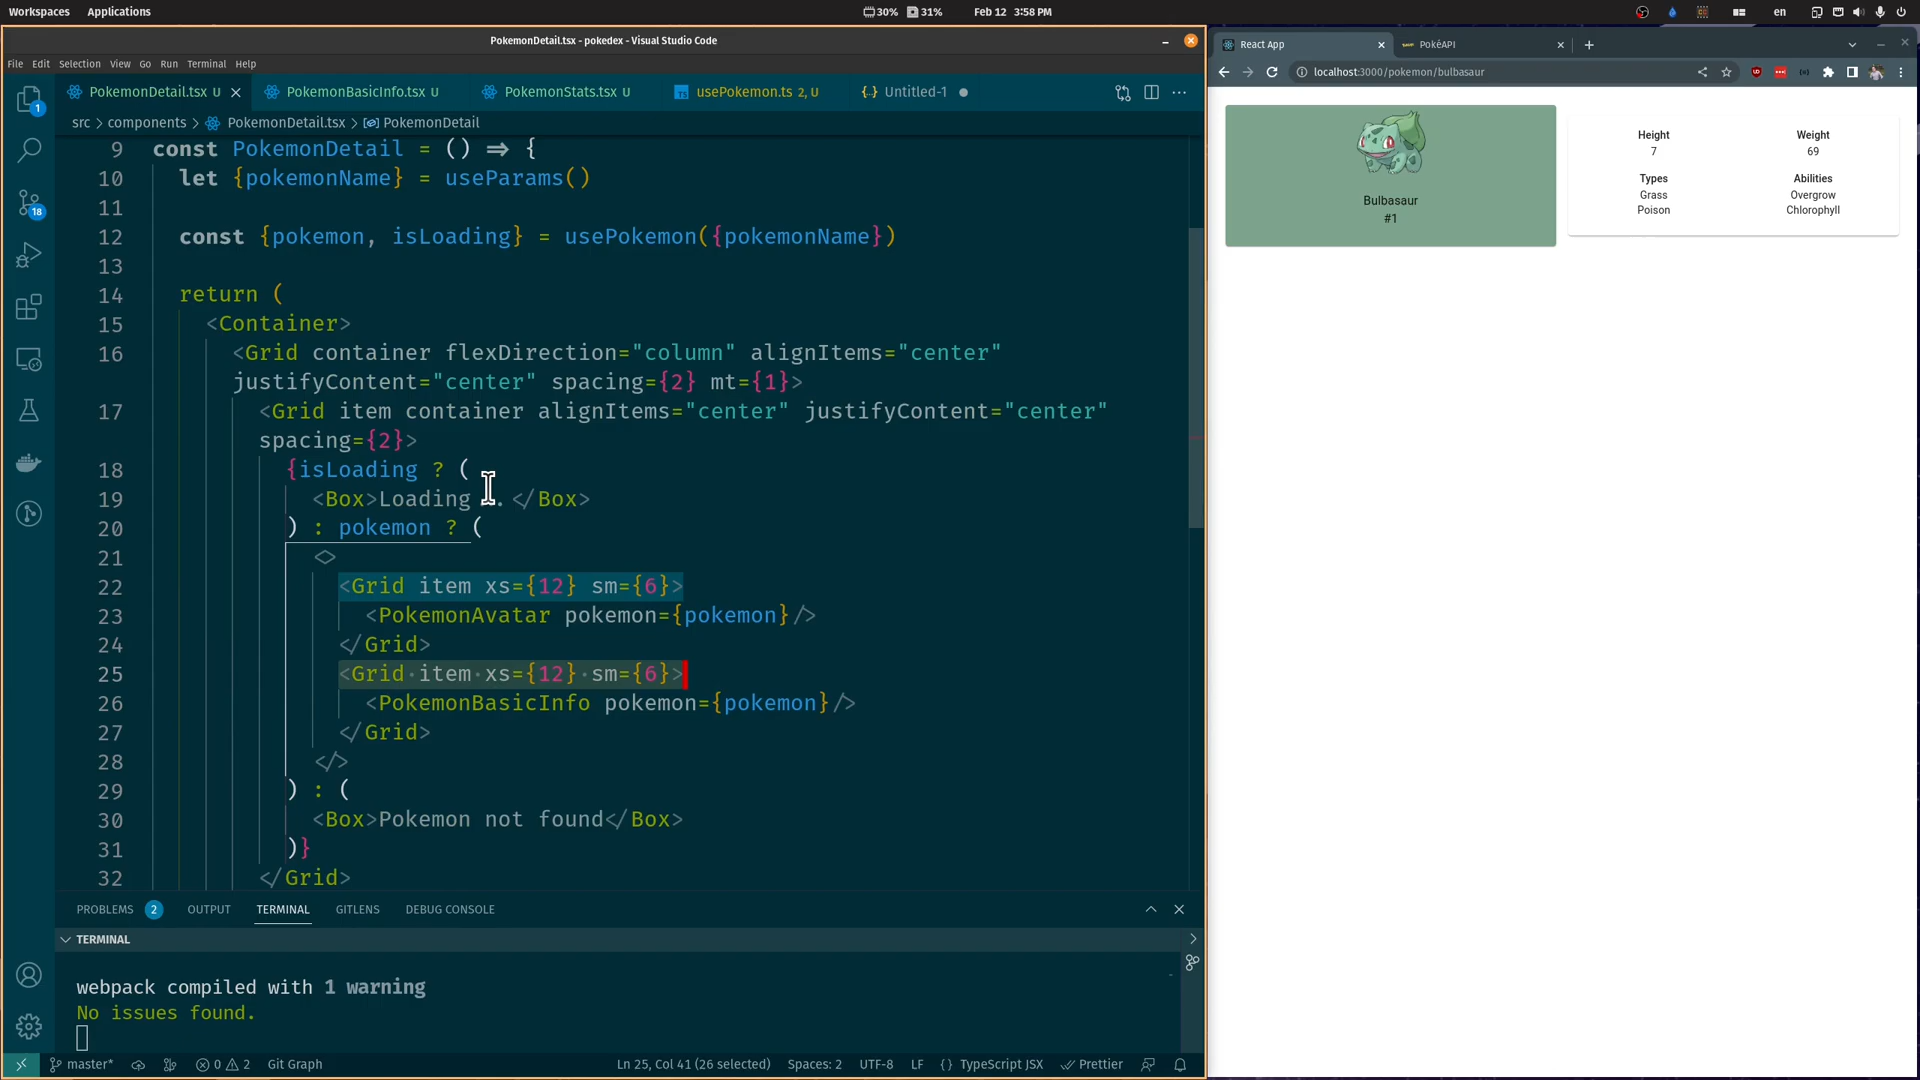 Workspaces Applications 30% 31% Feb 12 3:58 PM en
PokemonDetail.tsx - pokedex - Visual Studio Code
File Edit Selection View Go Run Terminal Help
PokemonDetail.tsx U PokemonBasicInfo.tsx U PokemonStats.tsx U usePokemon.ts 2, U Untitled-1
src > components > PokemonDetail.tsx > PokemonDetail
9 const PokemonDetail = () => {
10 let {pokemonName} = useParams()
11
12 const {pokemon, isLoading} = usePokemon({pokemonName})
13
14 return (
15 <Container>
16 <Grid container flexDirection="column" alignItems="center"
justifyContent="center" spacing={2} mt={1}>
17 <Grid item container alignItems="center" justifyContent="center"
spacing={2}>
18 {isLoading ? (
19 <Box>Loading ...</Box>
20 ) : pokemon ? (
21 <>
22 <Grid item xs={12} sm={6}>
23 <PokemonAvatar pokemon={pokemon}/>
24 </Grid>
25 <Grid item xs={12} sm={6}>
26 <PokemonBasicInfo pokemon={pokemon}/>
27 </Grid>
28 </>
29 ) : (
30 <Box>Pokemon not found</Box>
31 )}
32 </Grid>
PROBLEMS 2 OUTPUT TERMINAL GITLENS DEBUG CONSOLE
TERMINAL
webpack compiled with 1 warning
No issues found.
1
18
master* 0 2 Git Graph Ln 25, Col 41 (26 selected) Spaces: 2 UTF-8 LF {} TypeScript JSX Prettier
React App PokéAPI
localhost:3000/pokemon/bulbasaur
Bulbasaur
#1
Height Weight
7 69
Types Abilities
Grass Overgrow
Poison Chlorophyll